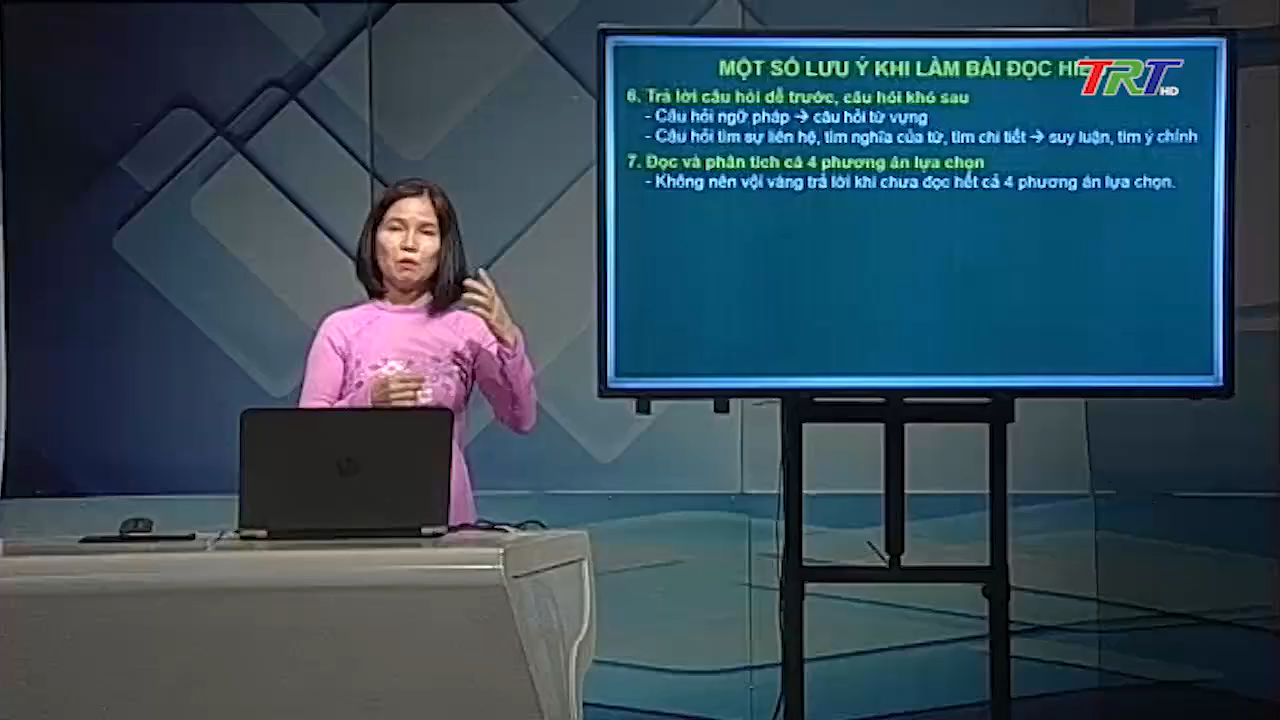 MỘT SỐ LƯU Ý KHI LÀM BÀI ĐỌC
TRT HD
6. Trả lời câu hỏi dễ trước, câu hỏi khó sau
- Câu hỏi ngữ pháp → câu hỏi từ vựng
- Câu hỏi tìm sự liên hệ, tìm nghĩa của từ, tìm chi tiết → suy luận, tìm ý chính
7. Đọc và phân tích cả 4 phương án lựa chọn
- Không nên vội vàng trả lời khi chưa đọc hết cả 4 phương án lựa chọn.